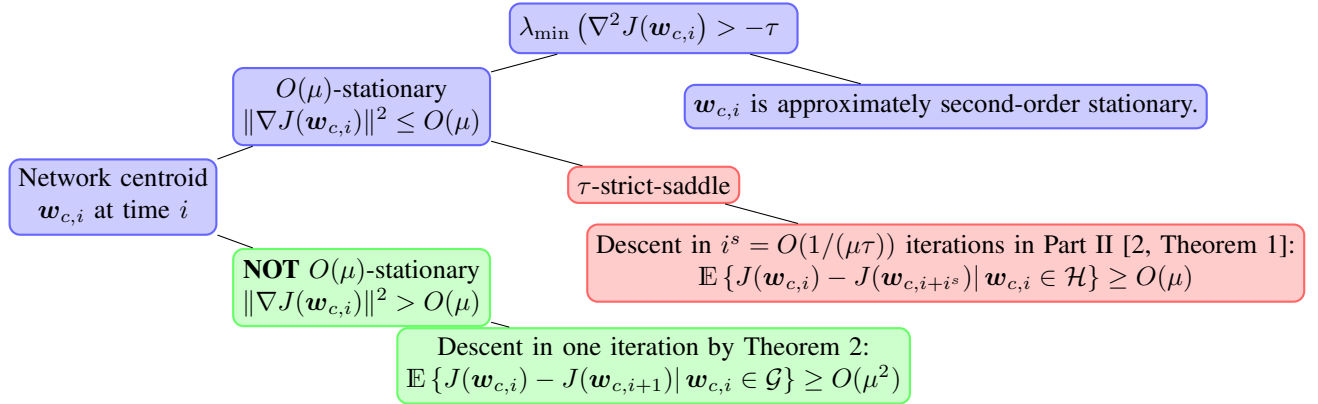 λ_min (∇²J(w_{c,i}) > −τ
O(μ)-stationary
‖∇J(w_{c,i})‖² ≤ O(μ)
w_{c,i} is approximately second-order stationary.
Network centroid
w_{c,i} at time i
τ-strict-saddle
Descent in i^s = O(1/(μτ)) iterations in Part II [2, Theorem 1]:
𝔼 {J(w_{c,i}) − J(w_{c,i+i^s})| w_{c,i} ∈ ℋ} ≥ O(μ)
NOT O(μ)-stationary
‖∇J(w_{c,i})‖² > O(μ)
Descent in one iteration by Theorem 2:
𝔼 {J(w_{c,i}) − J(w_{c,i+1})| w_{c,i} ∈ 𝒢} ≥ O(μ²)